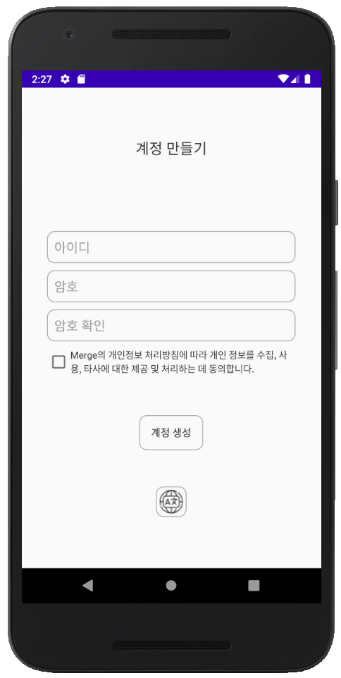 2:27
계정 만들기
아이디
암호
암호 확인
Merge의 개인정보 처리방침에 따라 개인 정보를 수집, 사
용, 타사에 대한 제공 및 처리하는 데 동의합니다.
계정 생성
A文